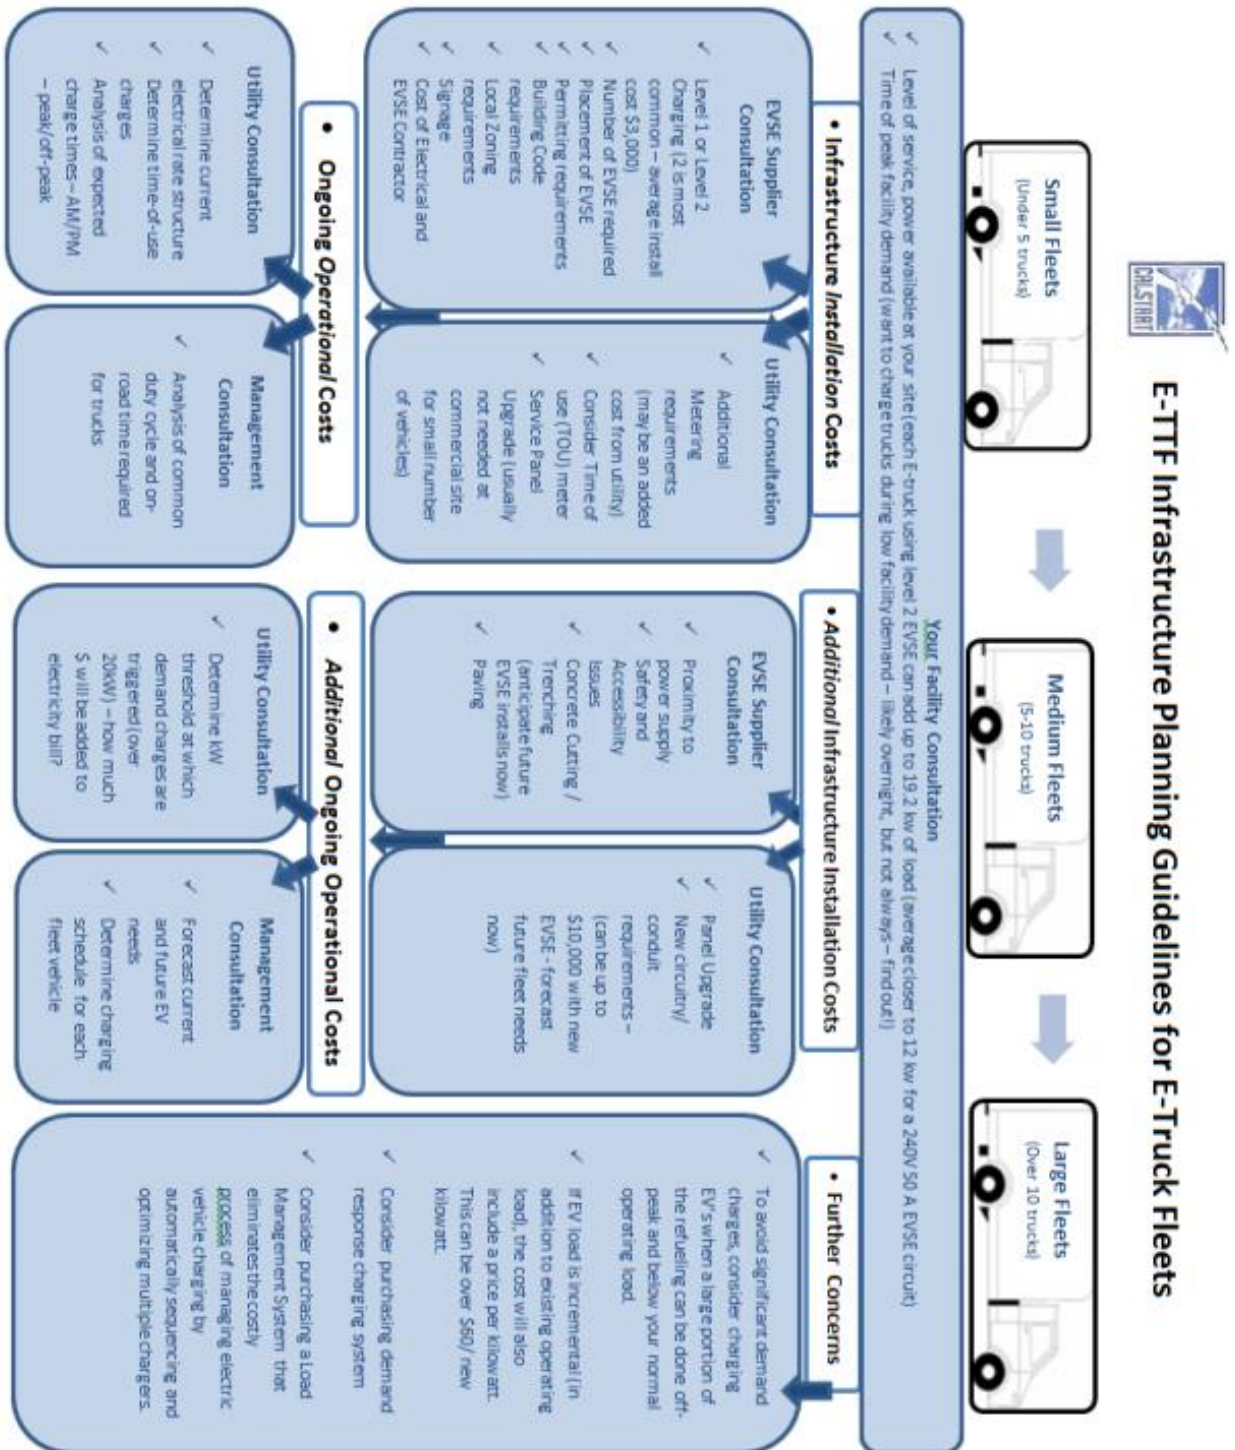 CALSTART
E-TTF Infrastructure Planning Guidelines for E-Truck Fleets
Small Fleets
(Under 5 trucks)
Medium Fleets
(5-10 trucks)
Large Fleets
(Over 10 trucks)
Your Facility Consultation
✓ Level of service, power available at your site (each E-truck using level 2 EVSE can add up to 19.2 kw of load (average closer to 12 kw for a 240V 50 A EVSE circuit)
✓ Time of peak facility demand (want to charge trucks during low facility demand – likely overnight, but not always – find out!)
• Infrastructure Installation Costs
EVSE Supplier
Consultation
✓ Level 1 or Level 2
Charging (2 is most
common – average install
cost $3,000)
✓ Number of EVSE required
✓ Placement of EVSE
✓ Permitting requirements
✓ Building Code
requirements
✓ Local Zoning
requirements
✓ Signage
✓ Cost of Electrical and
EVSE Contractor
Utility Consultation
✓ Additional
Metering
requirements
(may be an added
cost from utility)
✓ Consider Time of
use (TOU) meter
✓ Service Panel
Upgrade (usually
not needed at
commercial site
for small number
of vehicles)
• Additional Infrastructure Installation Costs
EVSE Supplier
Consultation
✓ Proximity to
power supply
✓ Safety and
Accessibility
Issues
✓ Concrete Cutting /
Trenching
(anticipate future
EVSE installs now)
✓ Paving
Utility Consultation
✓ Panel Upgrade
✓ New circuitry/
conduit
requirements –
(can be up to
$10,000 with new
EVSE - forecast
future fleet needs
now)
• Further Concerns
✓ To avoid significant demand
charges, consider charging
EV's when a large portion of
the refueling can be done off-
peak and below your normal
operating load.
✓ If EV load is incremental (in
addition to existing operating
load), the cost will also
include a price per kilowatt.
This can be over $60/ new
kilowatt.
✓ Consider purchasing demand
response charging system
✓ Consider purchasing a Load
Management System that
eliminates the costly
process of managing electric
vehicle charging by
automatically sequencing and
optimizing multiple chargers.
• Ongoing Operational Costs
Utility Consultation
✓ Determine current
electrical rate structure
✓ Determine time-of-use
charges
✓ Analysis of expected
charge times – AM/PM
– peak/off-peak
Management
Consultation
✓ Analysis of common
duty cycle and on-
road time required
for trucks
• Additional Ongoing Operational Costs
Utility Consultation
✓ Determine kW
threshold at which
demand charges are
triggered (over
20kW) – how much
$ will be added to
electricity bill?
Management
Consultation
✓ Forecast current
and future EV
needs
✓ Determine charging
schedule for each
fleet vehicle